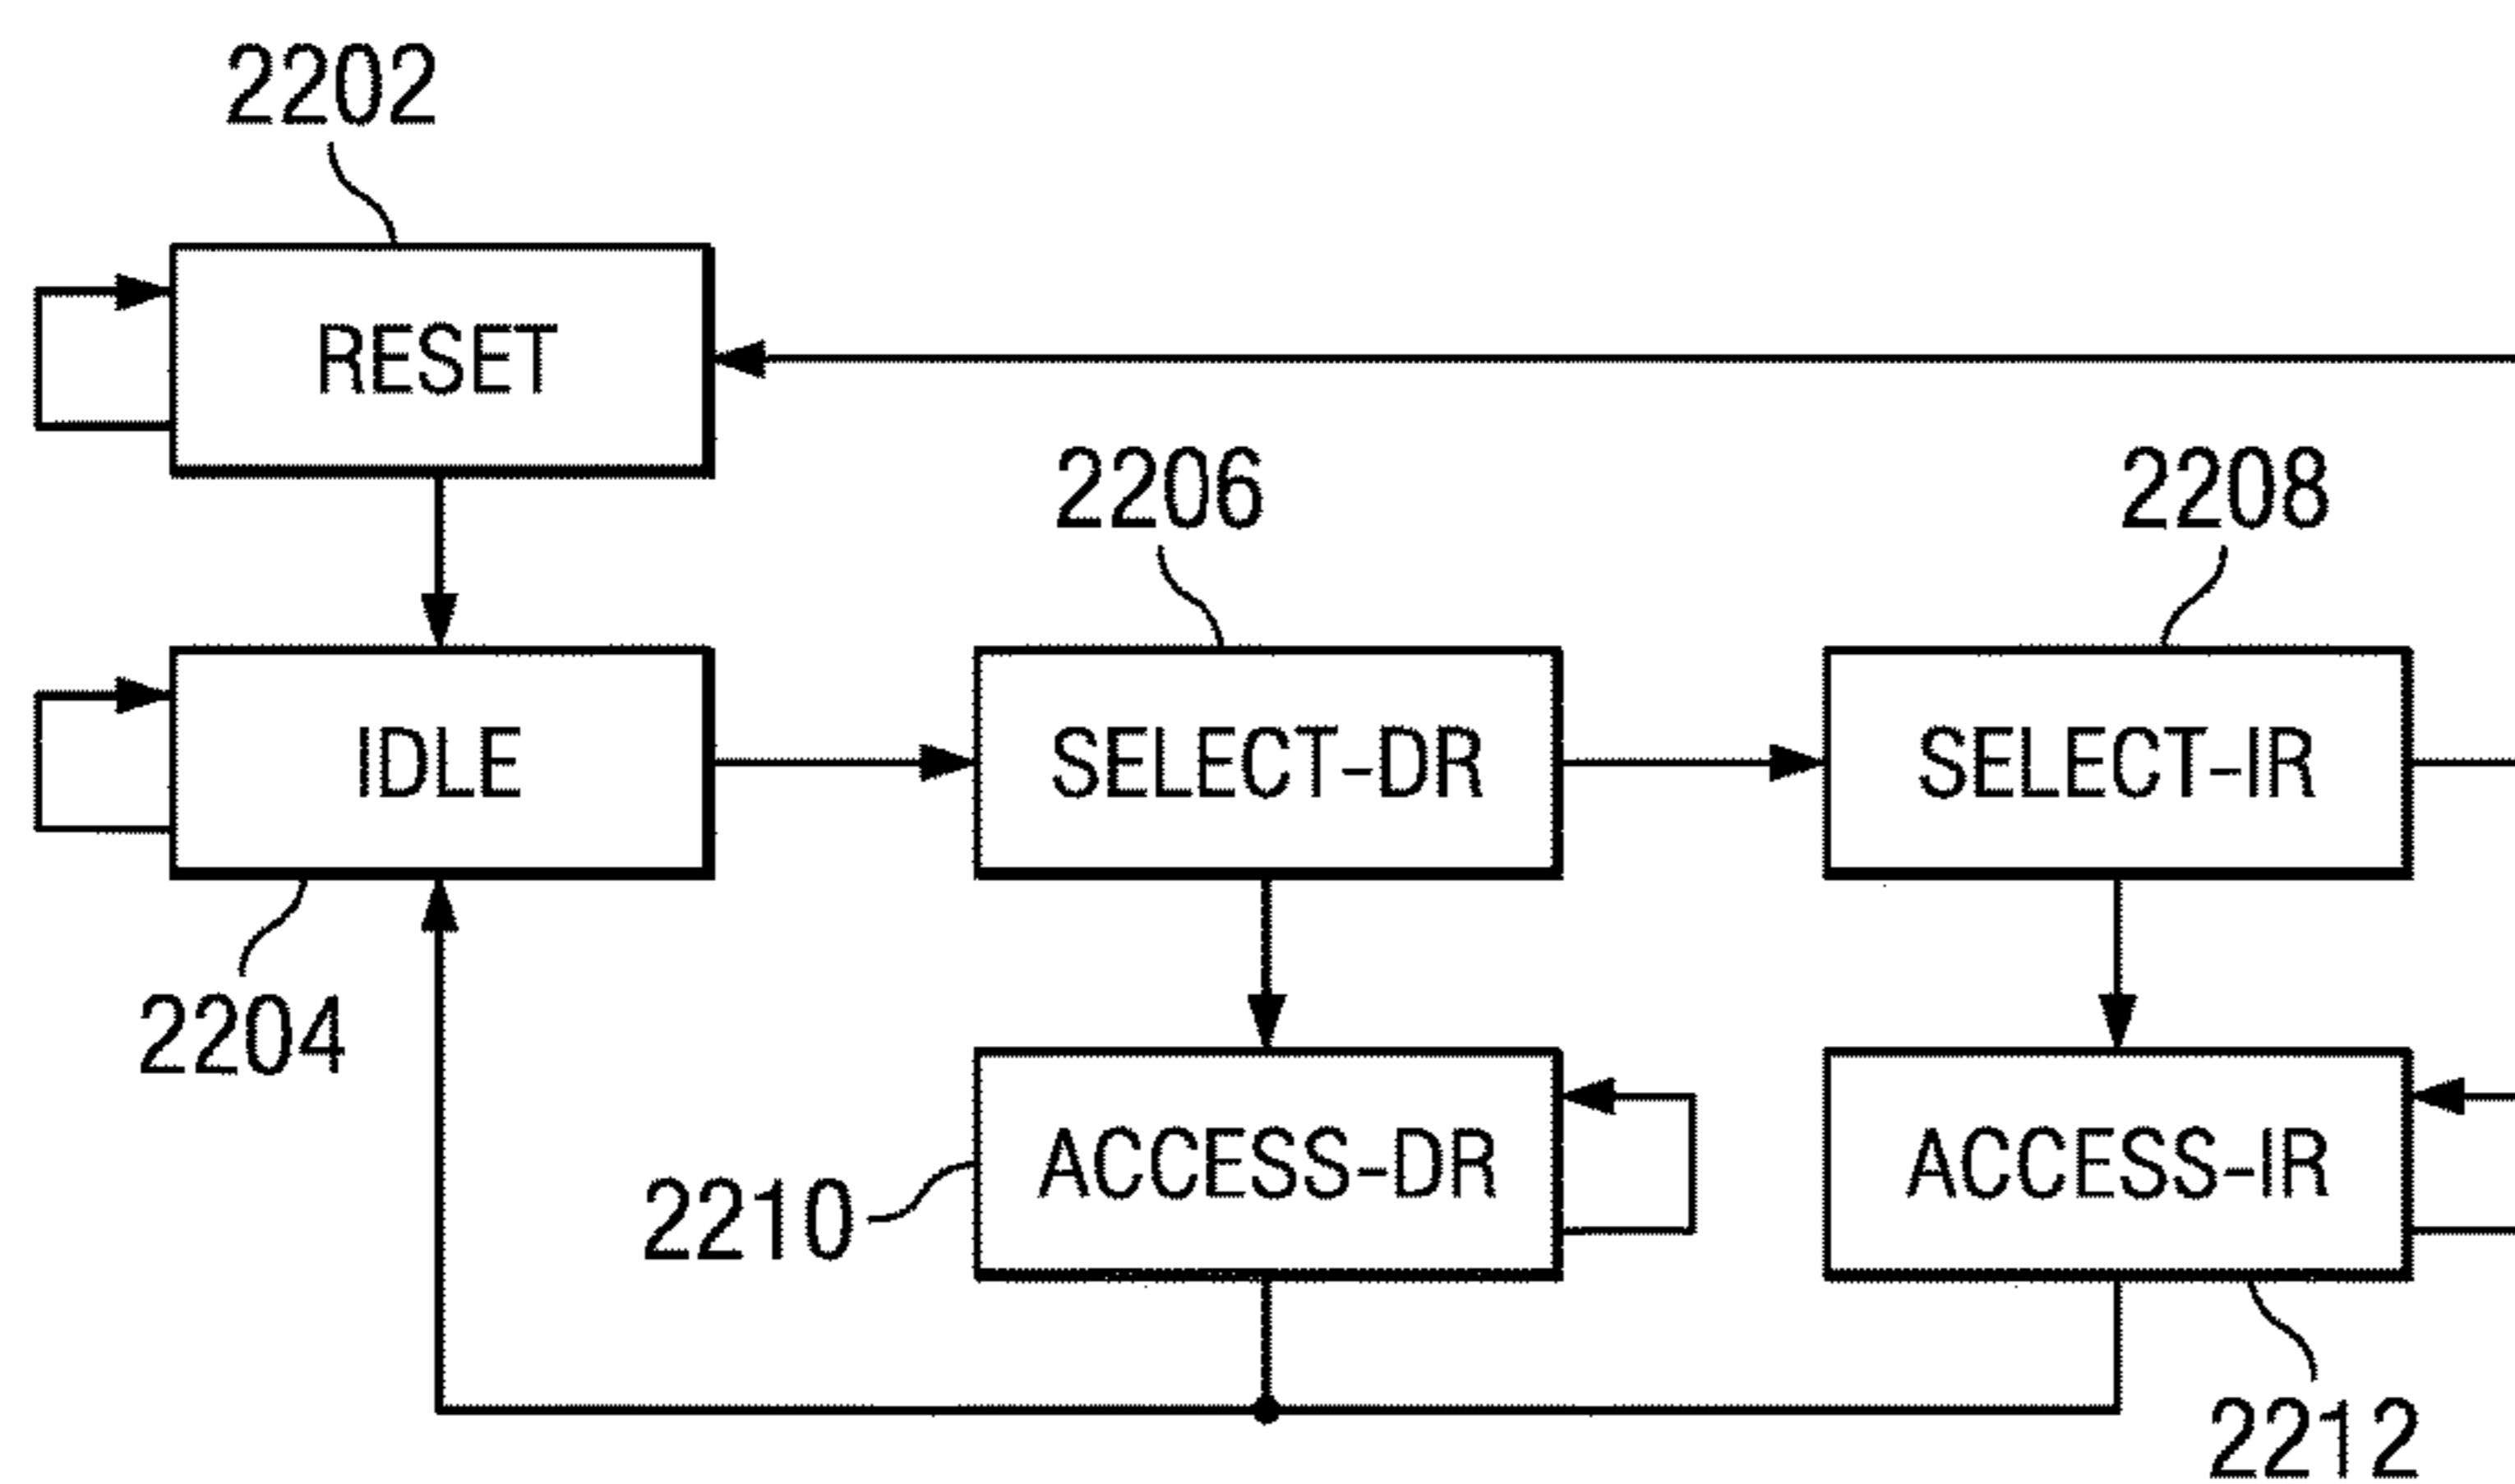 2202
RESET
2206
2208
IDLE
SELECT-DR
SELECT-IR
2204
ACCESS-DR
ACCESS-IR
2210
2212